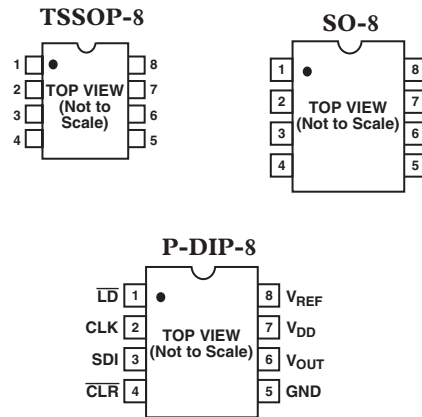 TSSOP-8
1 8
2 TOP VIEW 7
3 (Not to 6
4 Scale) 5
SO-8
1 8
2 TOP VIEW 7
3 (Not to Scale) 6
4 5
P-DIP-8
LD 1 8 VREF
CLK 2 TOP VIEW 7 VDD
SDI 3 (Not to Scale) 6 VOUT
CLR 4 5 GND